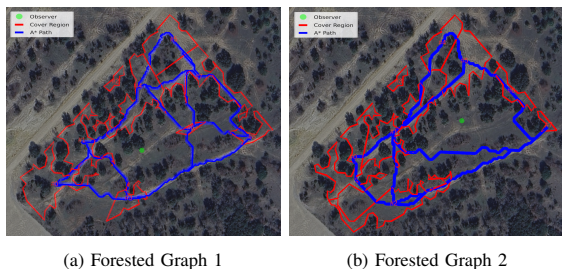 Observer
Cover Region
A* Path
Observer
Cover Region
A* Path
(a) Forested Graph 1
(b) Forested Graph 2